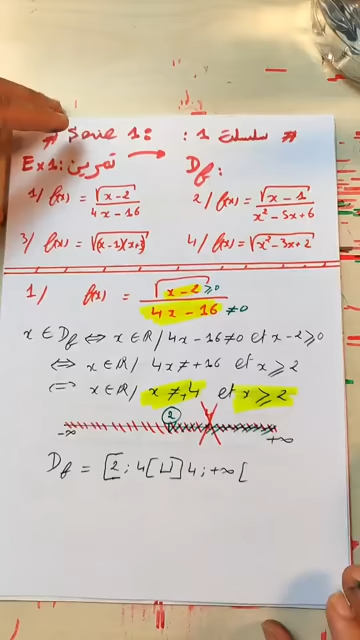 # Serie 1: : سلسلة 1 #
Ex1: تمرين → Df:
1/ f(x) = √(x-2) / (4x-16) 2/ f(x) = √(x-1) / (x²-5x+6)
3/ f(x) = √((x-1)(x+3)) 4/ f(x) = √(x²-3x+2)
1/ f(x) = √(x-2) ≥0 / (4x-16) ≠0
x ∈ Df ⟺ x ∈ ℝ / 4x-16≠0 et x-2≥0
⟺ x ∈ ℝ / 4x≠+16 et x≥2
⟺ x ∈ ℝ / x≠4 et x≥2
2
-∞ +∞
Df = [2; 4[ ∪ ]4; +∞[